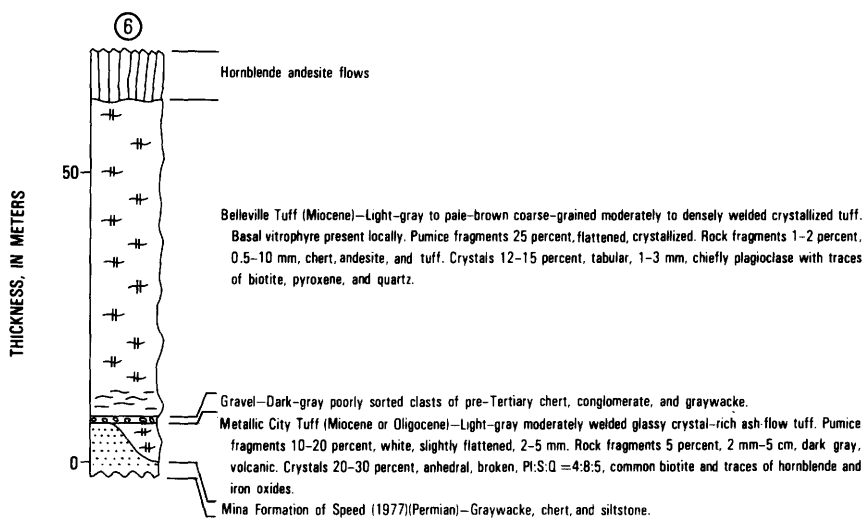 6
Hornblende andesite flows
50
THICKNESS, IN METERS
Belleville Tuff (Miocene)—Light-gray to pale-brown coarse-grained moderately to densely welded crystallized tuff.
Basal vitrophyre present locally. Pumice fragments 25 percent, flattened, crystallized. Rock fragments 1–2 percent,
0.5–10 mm, chert, andesite, and tuff. Crystals 12–15 percent, tabular, 1–3 mm, chiefly plagioclase with traces
of biotite, pyroxene, and quartz.
Gravel—Dark-gray poorly sorted clasts of pre-Tertiary chert, conglomerate, and graywacke.
Metallic City Tuff (Miocene or Oligocene)—Light-gray moderately welded glassy crystal-rich ash-flow tuff. Pumice
fragments 10–20 percent, white, slightly flattened, 2–5 mm. Rock fragments 5 percent, 2 mm–5 cm, dark gray,
volcanic. Crystals 20–30 percent, anhedral, broken, Pl:S:Q =4:8:5, common biotite and traces of hornblende and
iron oxides.
0
Mina Formation of Speed (1977)(Permian)—Graywacke, chert, and siltstone.